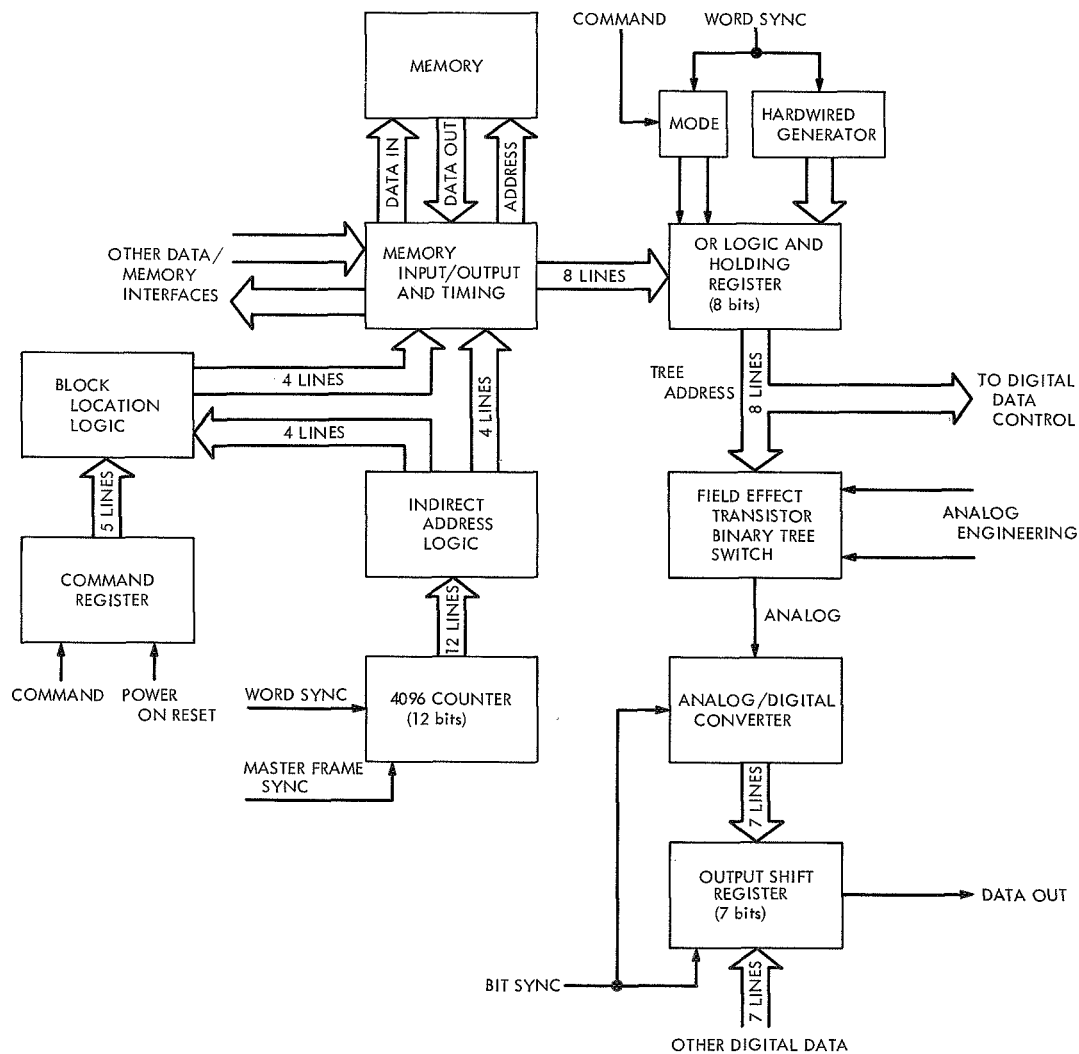 COMMAND
WORD SYNC
MEMORY
MODE
HARDWIRED
GENERATOR
DATA IN
DATA OUT
ADDRESS
OTHER DATA/
MEMORY
INTERFACES
MEMORY
INPUT/OUTPUT
AND TIMING
8 LINES
OR LOGIC AND
HOLDING
REGISTER
(8 bits)
BLOCK
LOCATION
LOGIC
4 LINES
4 LINES
4 LINES
TREE
ADDRESS
8 LINES
TO DIGITAL
DATA
CONTROL
5 LINES
INDIRECT
ADDRESS
LOGIC
FIELD EFFECT
TRANSISTOR
BINARY TREE
SWITCH
ANALOG
ENGINEERING
COMMAND
REGISTER
12 LINES
ANALOG
COMMAND
POWER
ON RESET
WORD SYNC
4096 COUNTER
(12 bits)
ANALOG/DIGITAL
CONVERTER
MASTER FRAME
SYNC
7 LINES
OUTPUT SHIFT
REGISTER
(7 bits)
DATA OUT
BIT SYNC
7 LINES
OTHER DIGITAL DATA